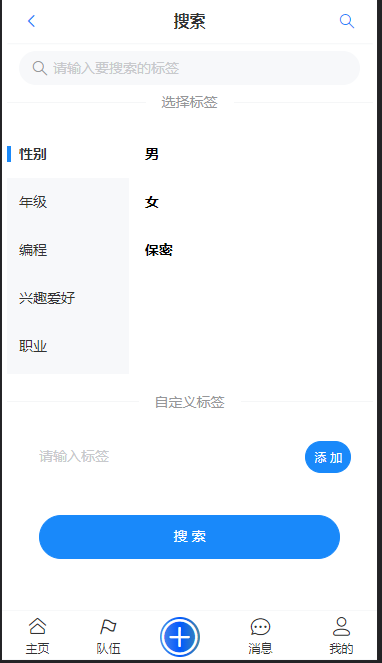 搜索
请输入要搜索的标签
选择标签
性别 男
年级 女
编程 保密
兴趣爱好
职业
自定义标签
请输入标签 添加
搜索
主页 队伍 消息 我的